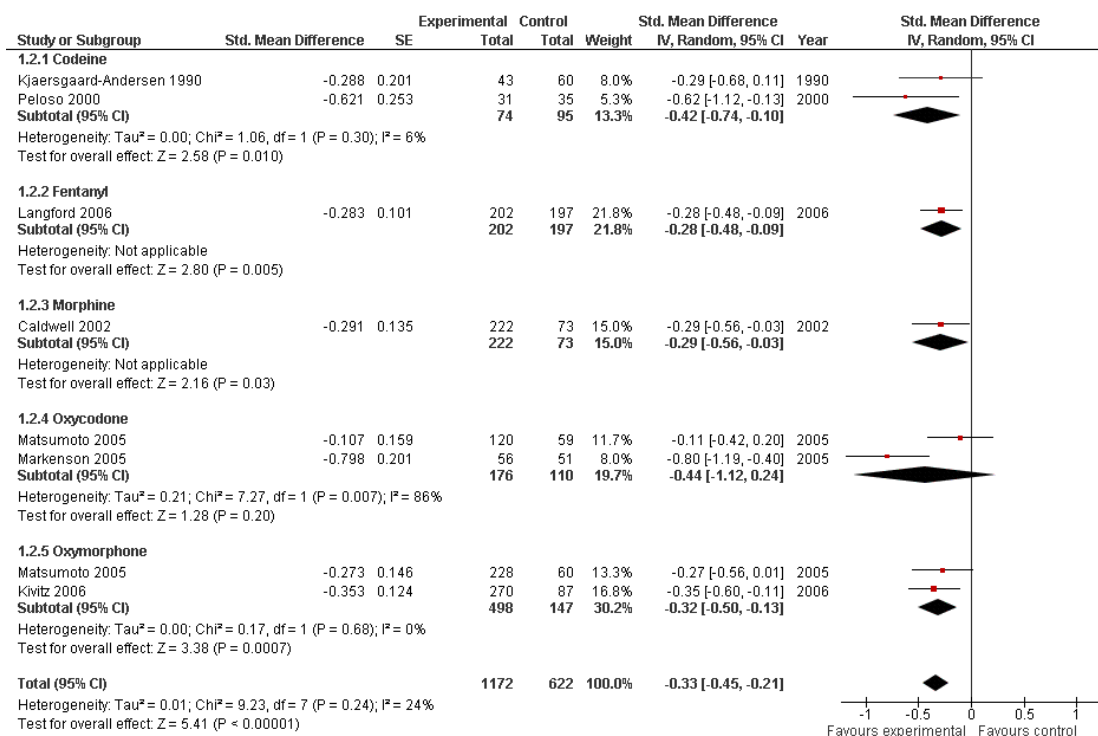 Experimental Control Std. Mean Difference Std. Mean Difference
Study or Subgroup Std. Mean Difference SE Total Total Weight IV, Random, 95% CI Year IV, Random, 95% CI
1.2.1 Codeine
Kjaersgaard-Andersen 1990 -0.288 0.201 43 60 8.0% -0.29 [-0.68, 0.11] 1990
Peloso 2000 -0.621 0.253 31 35 5.3% -0.62 [-1.12, -0.13] 2000
Subtotal (95% CI) 74 95 13.3% -0.42 [-0.74, -0.10]
Heterogeneity: Tau² = 0.00; Chi² = 1.06, df = 1 (P = 0.30); I² = 6%
Test for overall effect: Z = 2.58 (P = 0.010)
1.2.2 Fentanyl
Langford 2006 -0.283 0.101 202 197 21.8% -0.28 [-0.48, -0.09] 2006
Subtotal (95% CI) 202 197 21.8% -0.28 [-0.48, -0.09]
Heterogeneity: Not applicable
Test for overall effect: Z = 2.80 (P = 0.005)
1.2.3 Morphine
Caldwell 2002 -0.291 0.135 222 73 15.0% -0.29 [-0.56, -0.03] 2002
Subtotal (95% CI) 222 73 15.0% -0.29 [-0.56, -0.03]
Heterogeneity: Not applicable
Test for overall effect: Z = 2.16 (P = 0.03)
1.2.4 Oxycodone
Matsumoto 2005 -0.107 0.159 120 59 11.7% -0.11 [-0.42, 0.20] 2005
Markenson 2005 -0.798 0.201 56 51 8.0% -0.80 [-1.19, -0.40] 2005
Subtotal (95% CI) 176 110 19.7% -0.44 [-1.12, 0.24]
Heterogeneity: Tau² = 0.21; Chi² = 7.27, df = 1 (P = 0.007); I² = 86%
Test for overall effect: Z = 1.28 (P = 0.20)
1.2.5 Oxymorphone
Matsumoto 2005 -0.273 0.146 228 60 13.3% -0.27 [-0.56, 0.01] 2005
Kivitz 2006 -0.353 0.124 270 87 16.8% -0.35 [-0.60, -0.11] 2006
Subtotal (95% CI) 498 147 30.2% -0.32 [-0.50, -0.13]
Heterogeneity: Tau² = 0.00; Chi² = 0.17, df = 1 (P = 0.68); I² = 0%
Test for overall effect: Z = 3.38 (P = 0.0007)
Total (95% CI) 1172 622 100.0% -0.33 [-0.45, -0.21]
Heterogeneity: Tau² = 0.01; Chi² = 9.23, df = 7 (P = 0.24); I² = 24%
Test for overall effect: Z = 5.41 (P < 0.00001)
-1 -0.5 0 0.5 1
Favours experimental Favours control